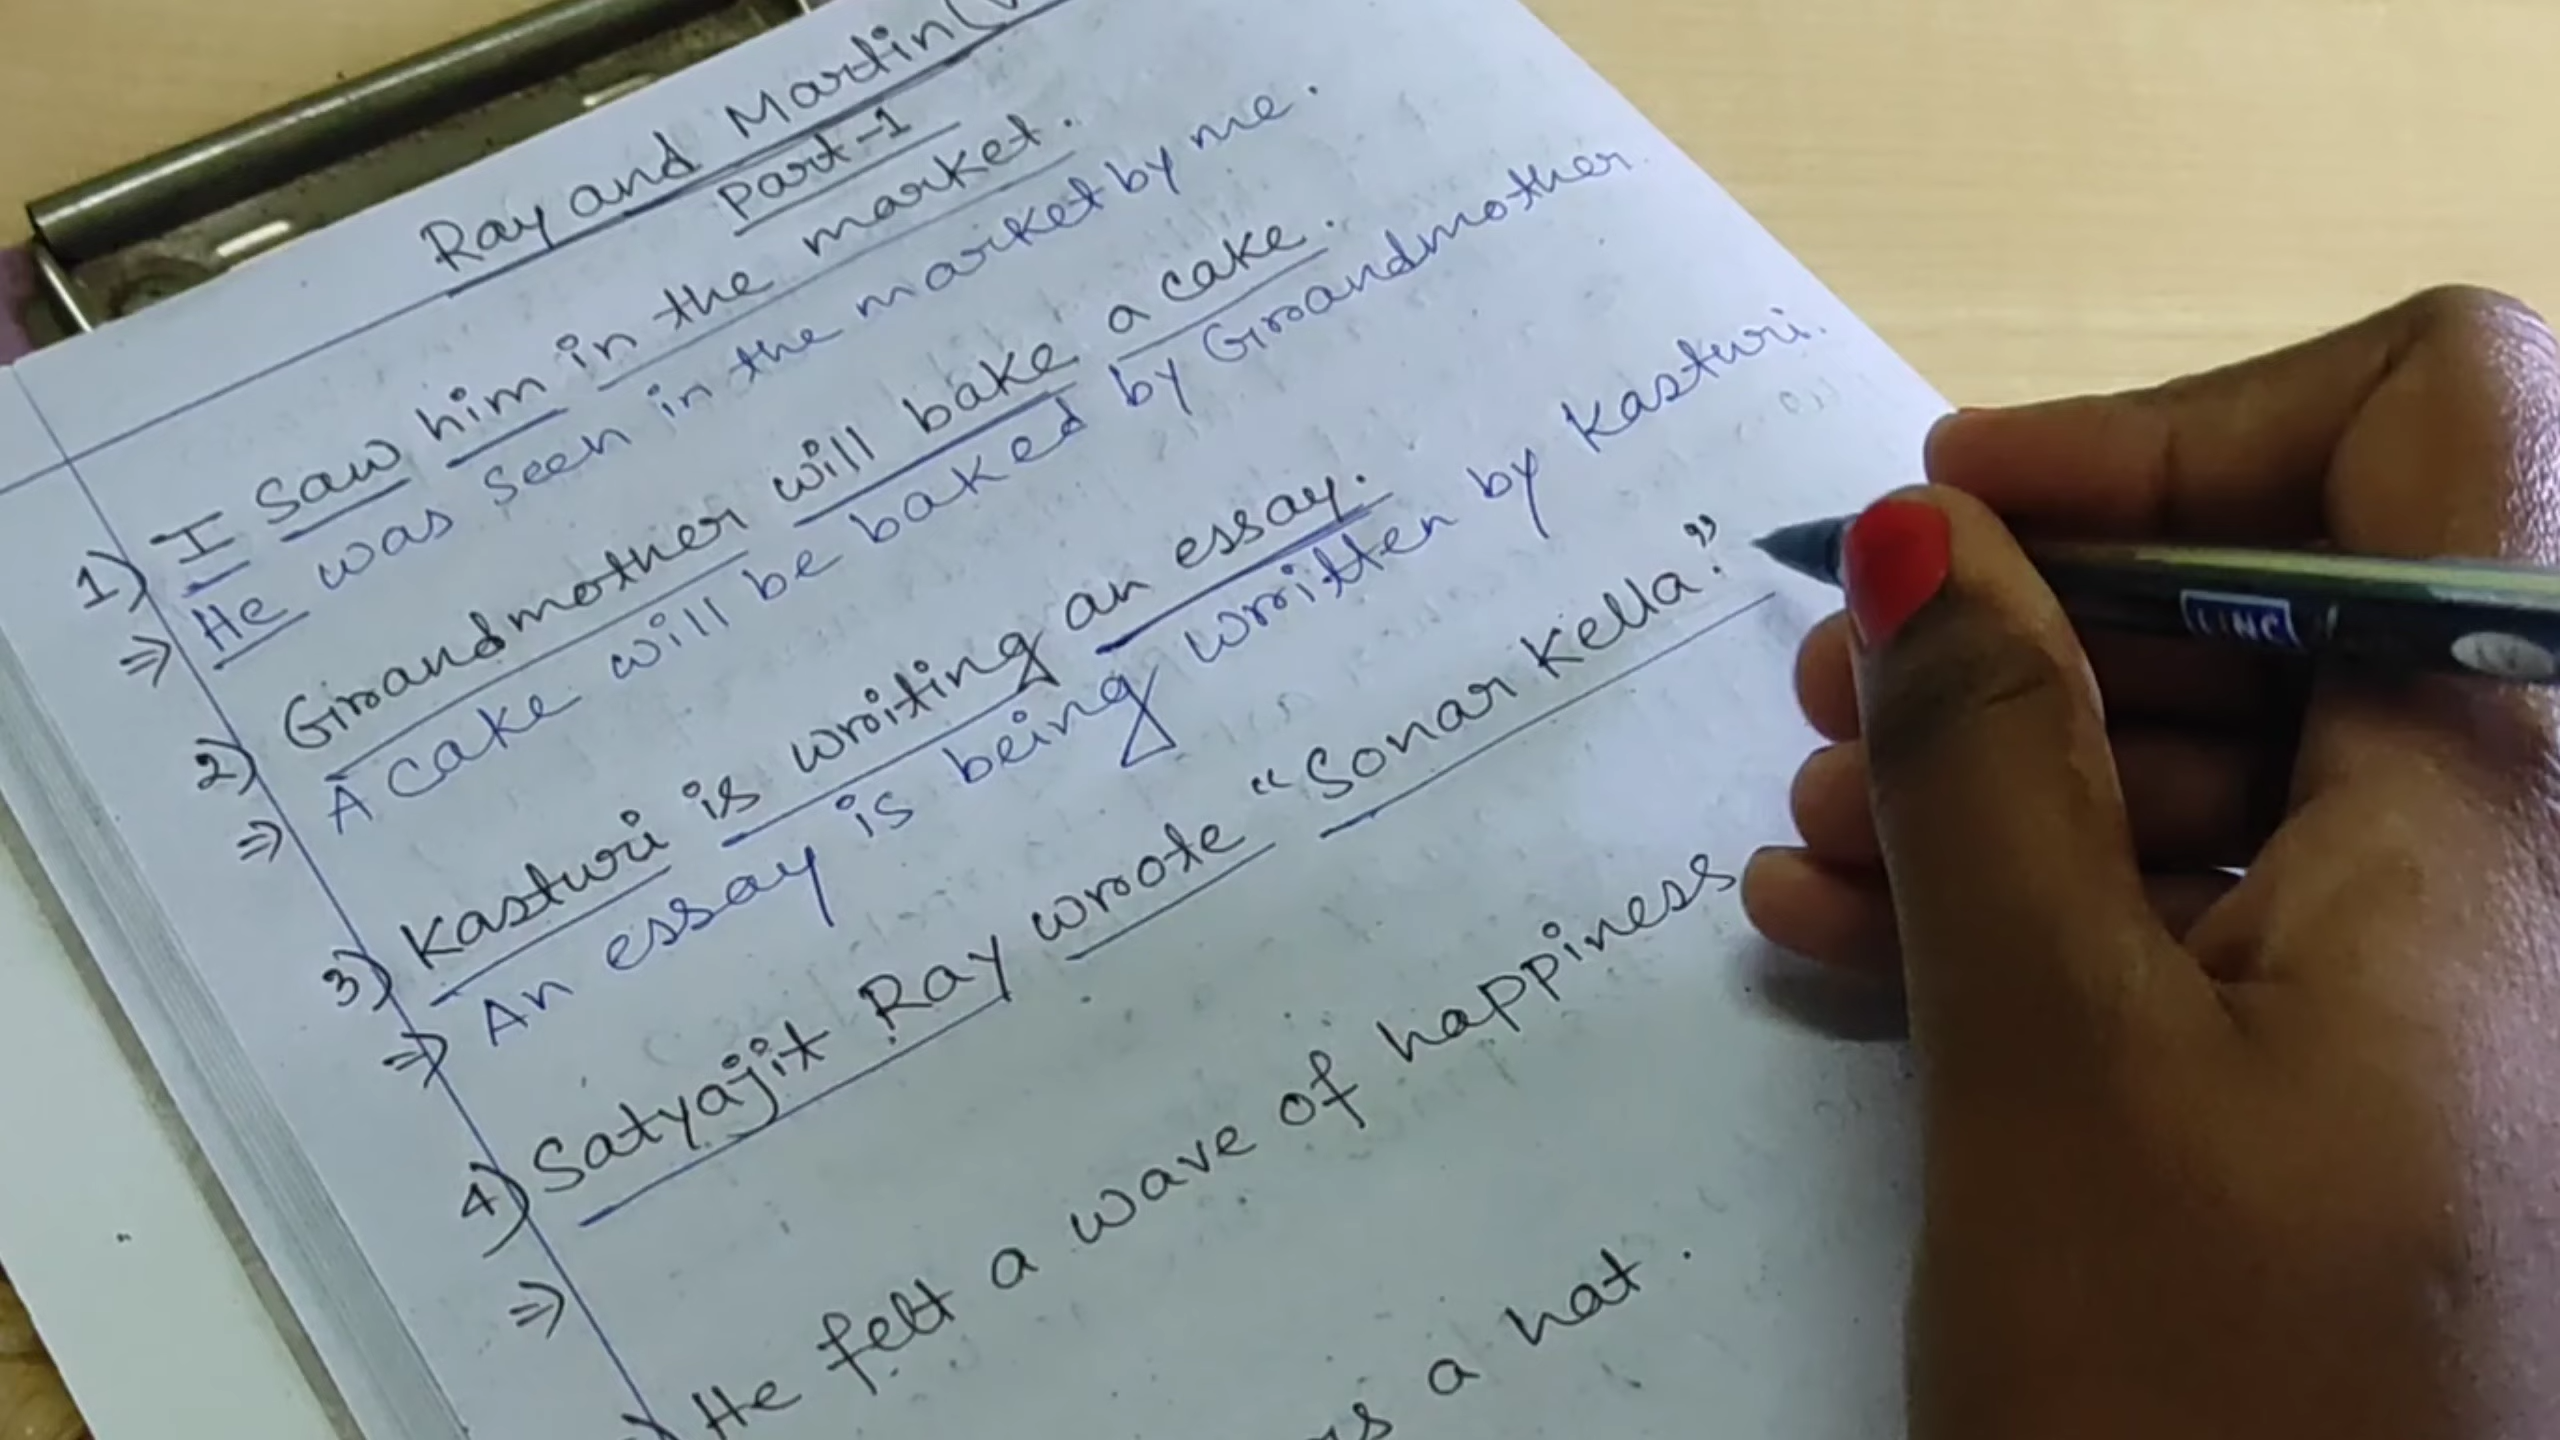 Ray and Martin (
Part-1
1) I saw him in the market.
⇒ He was seen in the market by me.
2) Grandmother will bake a cake.
⇒ A cake will be baked by Grandmother.
3) Kasturi is writing an essay.
⇒ An essay is being written by Kasturi.
4) Satyajit Ray wrote "Sonar Kella."
⇒
He felt a wave of happiness
a hat.
LINC